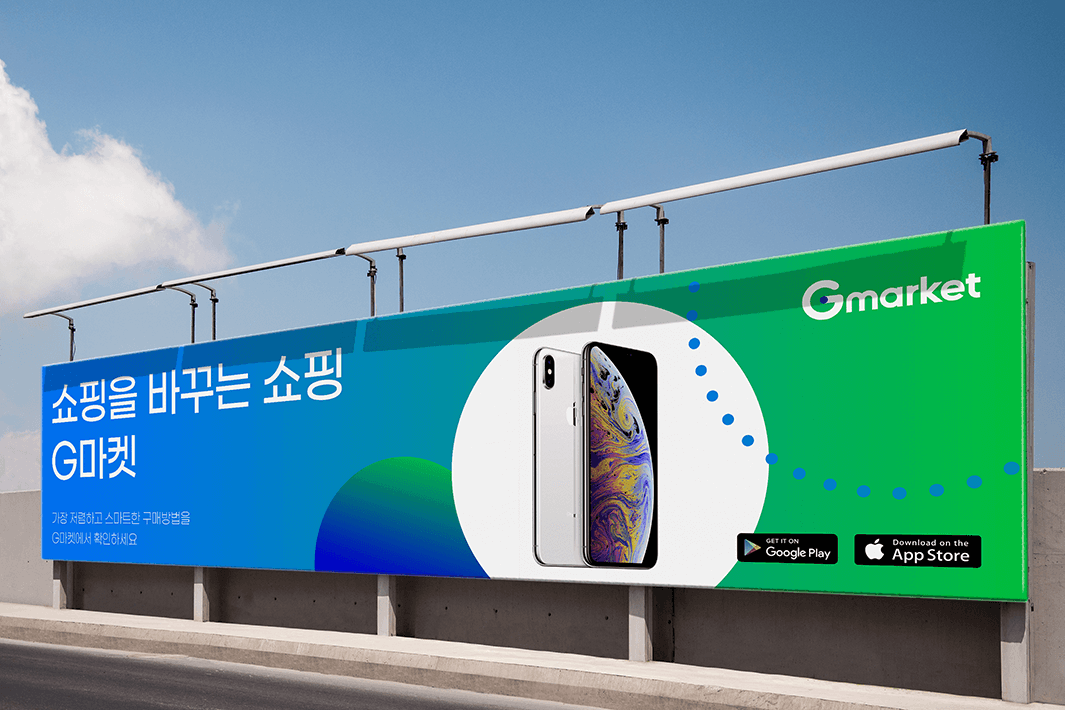 쇼핑을 바꾸는 쇼핑
G마켓
가장 저렴하고 스마트한 구매방법을
G마켓에서 확인하세요
Gmarket
GET IT ON
Google Play
Download on the
App Store